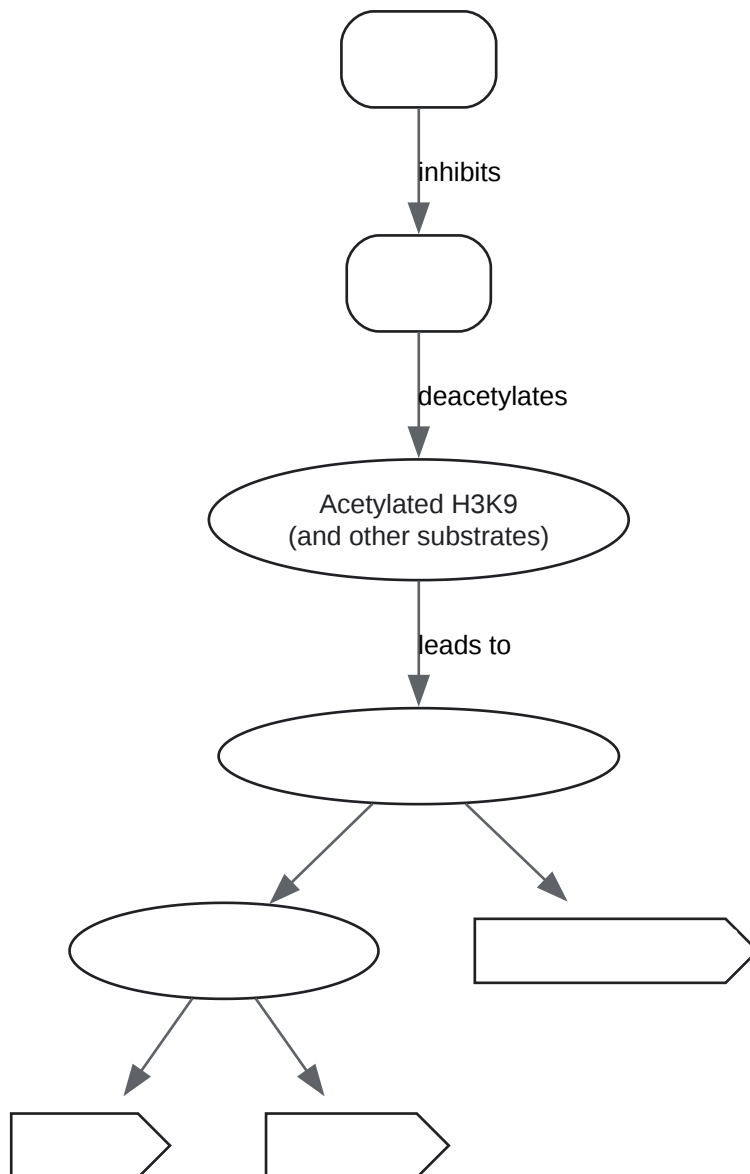 inhibits
deacetylates
Acetylated H3K9
(and other substrates)
leads to